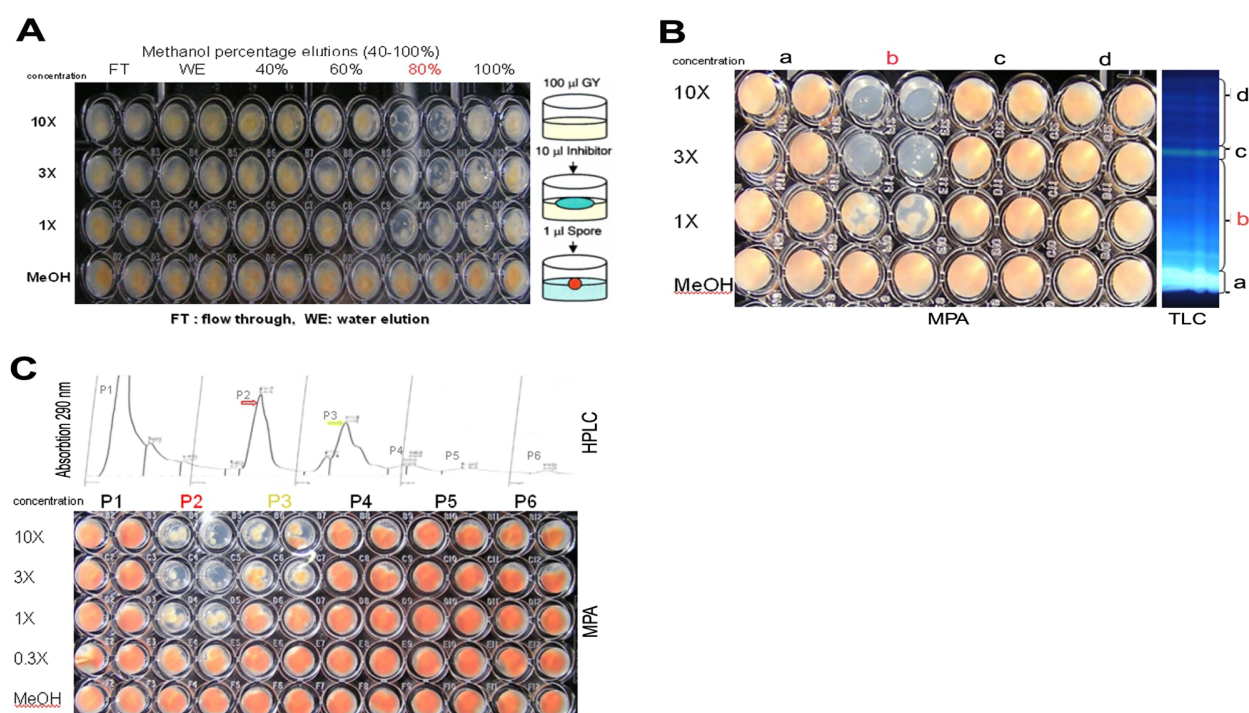 A
Methanol percentage elutions (40-100%)
concentration FT WE 40% 60% 80% 100%
10X
3X
1X
MeOH
100 µl GY
10 µl Inhibitor
1 µl Spore
FT : flow through, WE: water elution
B
concentration a b c d
10X
3X
1X
MeOH
MPA
d
c
b
a
TLC
C
Absorbtion 290 nm
P1
P2
P3
P4
P5
P6
HPLC
concentration P1 P2 P3 P4 P5 P6
10X
3X
1X
0.3X
MeOH
MPA